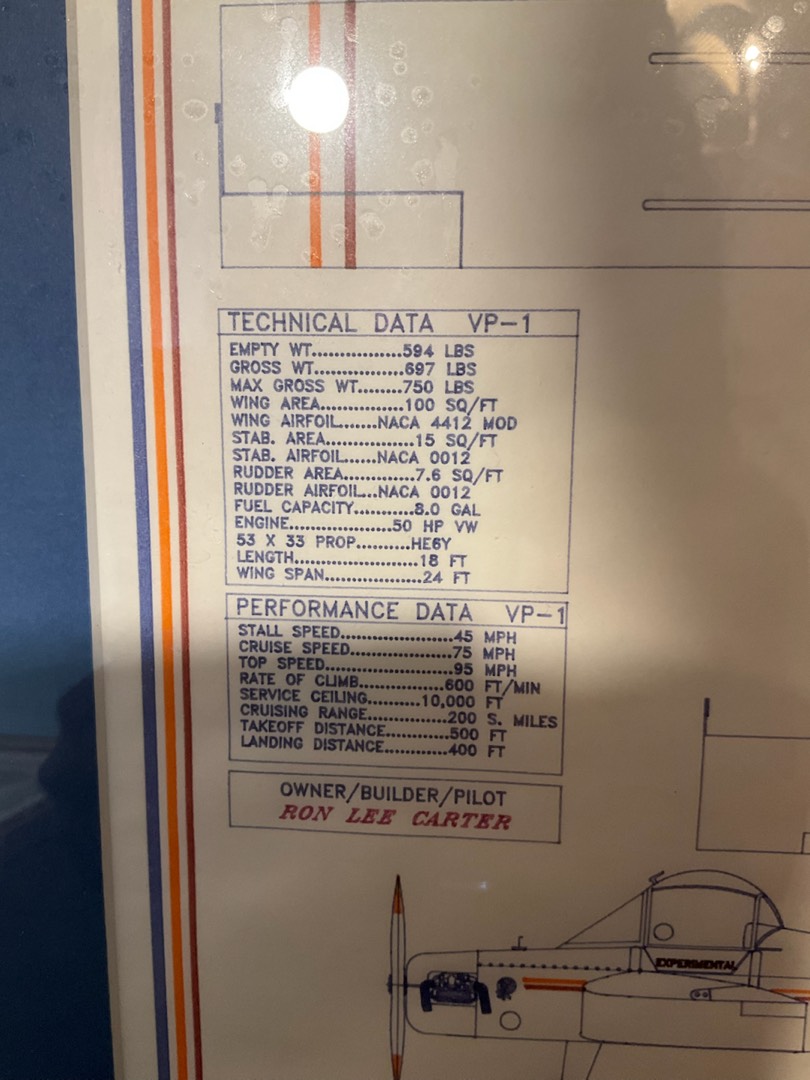 TECHNICAL DATA VP-1
EMPTY WT..................594 LBS
GROSS WT..................697 LBS
MAX GROSS WT.........750 LBS
WING AREA.................100 SQ/FT
WING AIRFOIL.......NACA 4412 MOD
STAB. AREA.................15 SQ/FT
STAB. AIRFOIL......NACA 0012
RUDDER AREA..............7.6 SQ/FT
RUDDER AIRFOIL...NACA 0012
FUEL CAPACITY............8.0 GAL
ENGINE.....................50 HP VW
53 X 33 PROP..........HE6Y
LENGTH.........................18 FT
WING SPAN...................24 FT
PERFORMANCE DATA VP-1
STALL SPEED......................45 MPH
CRUISE SPEED....................75 MPH
TOP SPEED.........................95 MPH
RATE OF CLIMB................600 FT/MIN
SERVICE CEILING..........10,000 FT
CRUISING RANGE...............200 S. MILES
TAKEOFF DISTANCE............500 FT
LANDING DISTANCE............400 FT
OWNER/BUILDER/PILOT
RON LEE CARTER
EXPERIMENTAL